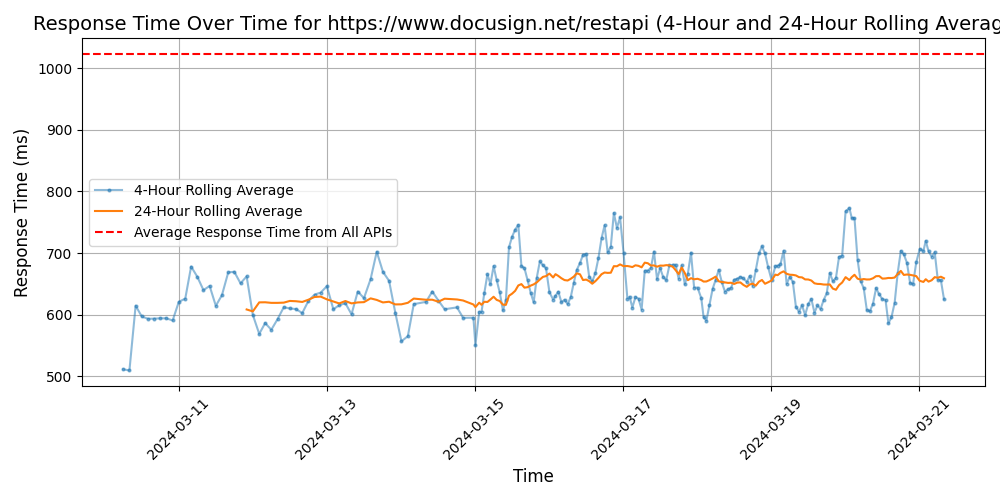 Response Time Over Time for https://www.docusign.net/restapi (4-Hour and 24-Hour Rolling Averag
Response Time (ms)
1000
900
800
700
600
500
4-Hour Rolling Average
24-Hour Rolling Average
Average Response Time from All APIs
2024-03-11
2024-03-13
2024-03-15
2024-03-17
2024-03-19
2024-03-21
Time